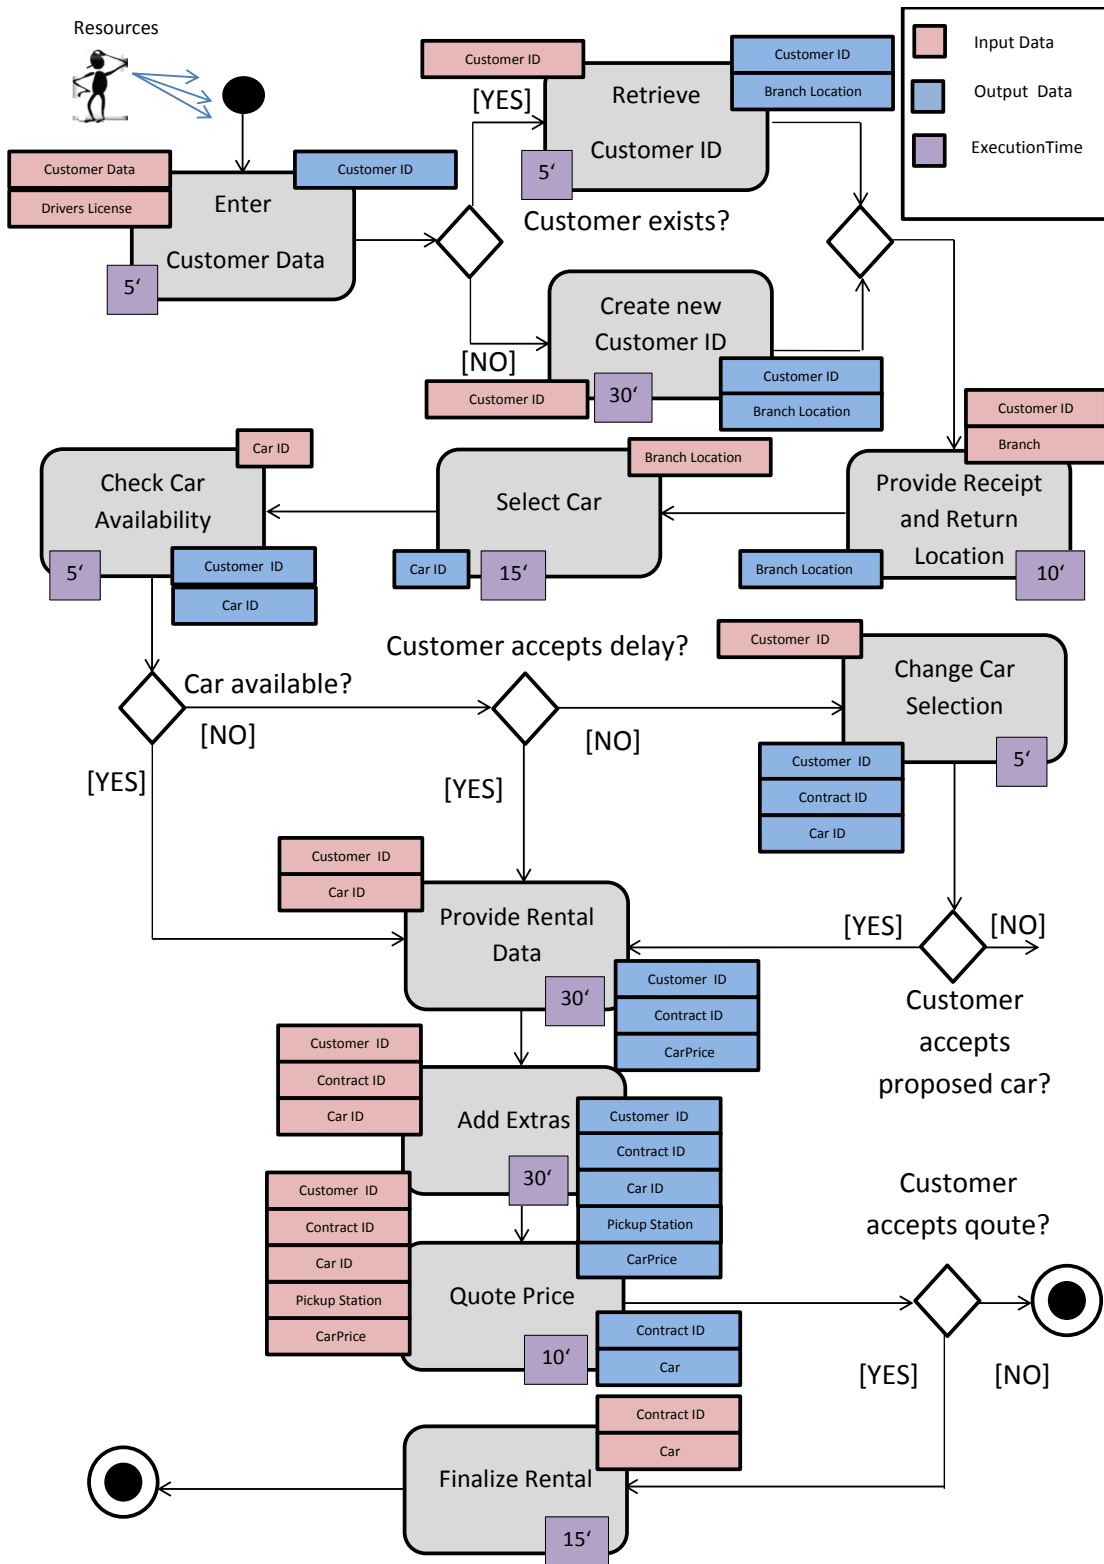 Resources
Customer ID
Customer ID
Branch Location
Input Data
Output Data
ExecutionTime
[YES]
Retrieve
Customer ID
5‘
Customer Data
Drivers License
Customer ID
Enter
Customer Data
5‘
Customer exists?
Create new
Customer ID
[NO]
Customer ID
30‘
Customer ID
Branch Location
Customer ID
Branch
Provide Receipt
and Return
Location
Branch Location
10‘
Branch Location
Select Car
Car ID
15‘
Car ID
Check Car
Availability
5‘
Customer ID
Car ID
Customer accepts delay?
Car available?
[NO]
[YES]
[NO]
[YES]
Customer ID
Change Car
Selection
5‘
Customer ID
Contract ID
Car ID
Customer ID
Car ID
Provide Rental
Data
30‘
[YES]
[NO]
Customer
accepts
proposed car?
Customer ID
Contract ID
CarPrice
Customer ID
Contract ID
Car ID
Add Extras
30‘
Customer ID
Contract ID
Car ID
Pickup Station
CarPrice
Customer ID
Contract ID
Car ID
Pickup Station
CarPrice
Quote Price
10‘
Contract ID
Car
Customer
accepts qoute?
[YES]
[NO]
Contract ID
Car
Finalize Rental
15‘